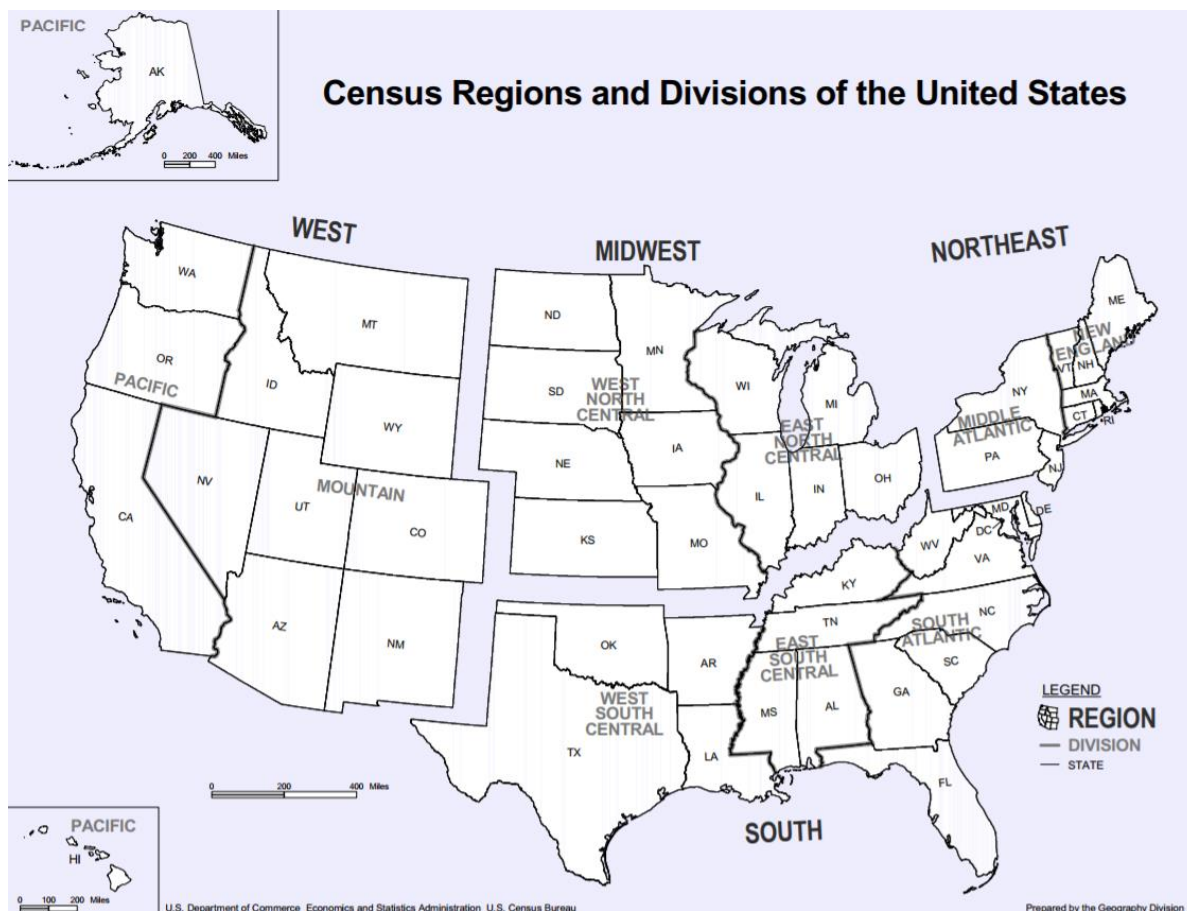 PACIFIC
AK
0 200 400 Miles
Census Regions and Divisions of the United States
WEST
MIDWEST
NORTHEAST
WA
MT
ND
MN
ME
OR
PACIFIC
ID
WY
SD
WEST
NORTH
CENTRAL
WI
MI
NY
NEW
ENGLAND
VT
NH
MA
CT
RI
MIDDLE
ATLANTIC
PA
NJ
NE
IA
EAST
NORTH
CENTRAL
IL
IN
OH
CA
NV
UT
MOUNTAIN
CO
KS
MO
WV
MD
DE
DC
VA
KY
AZ
NM
OK
AR
TN
NC
EAST
SOUTH
CENTRAL
SOUTH
ATLANTIC
SC
TX
WEST
SOUTH
CENTRAL
LA
MS
AL
GA
FL
LEGEND
REGION
DIVISION
STATE
0 200 400 Miles
SOUTH
PACIFIC
HI
0 100 200 Miles
U.S. Department of Commerce Economics and Statistics Administration U.S. Census Bureau
Prepared by the Geography Division